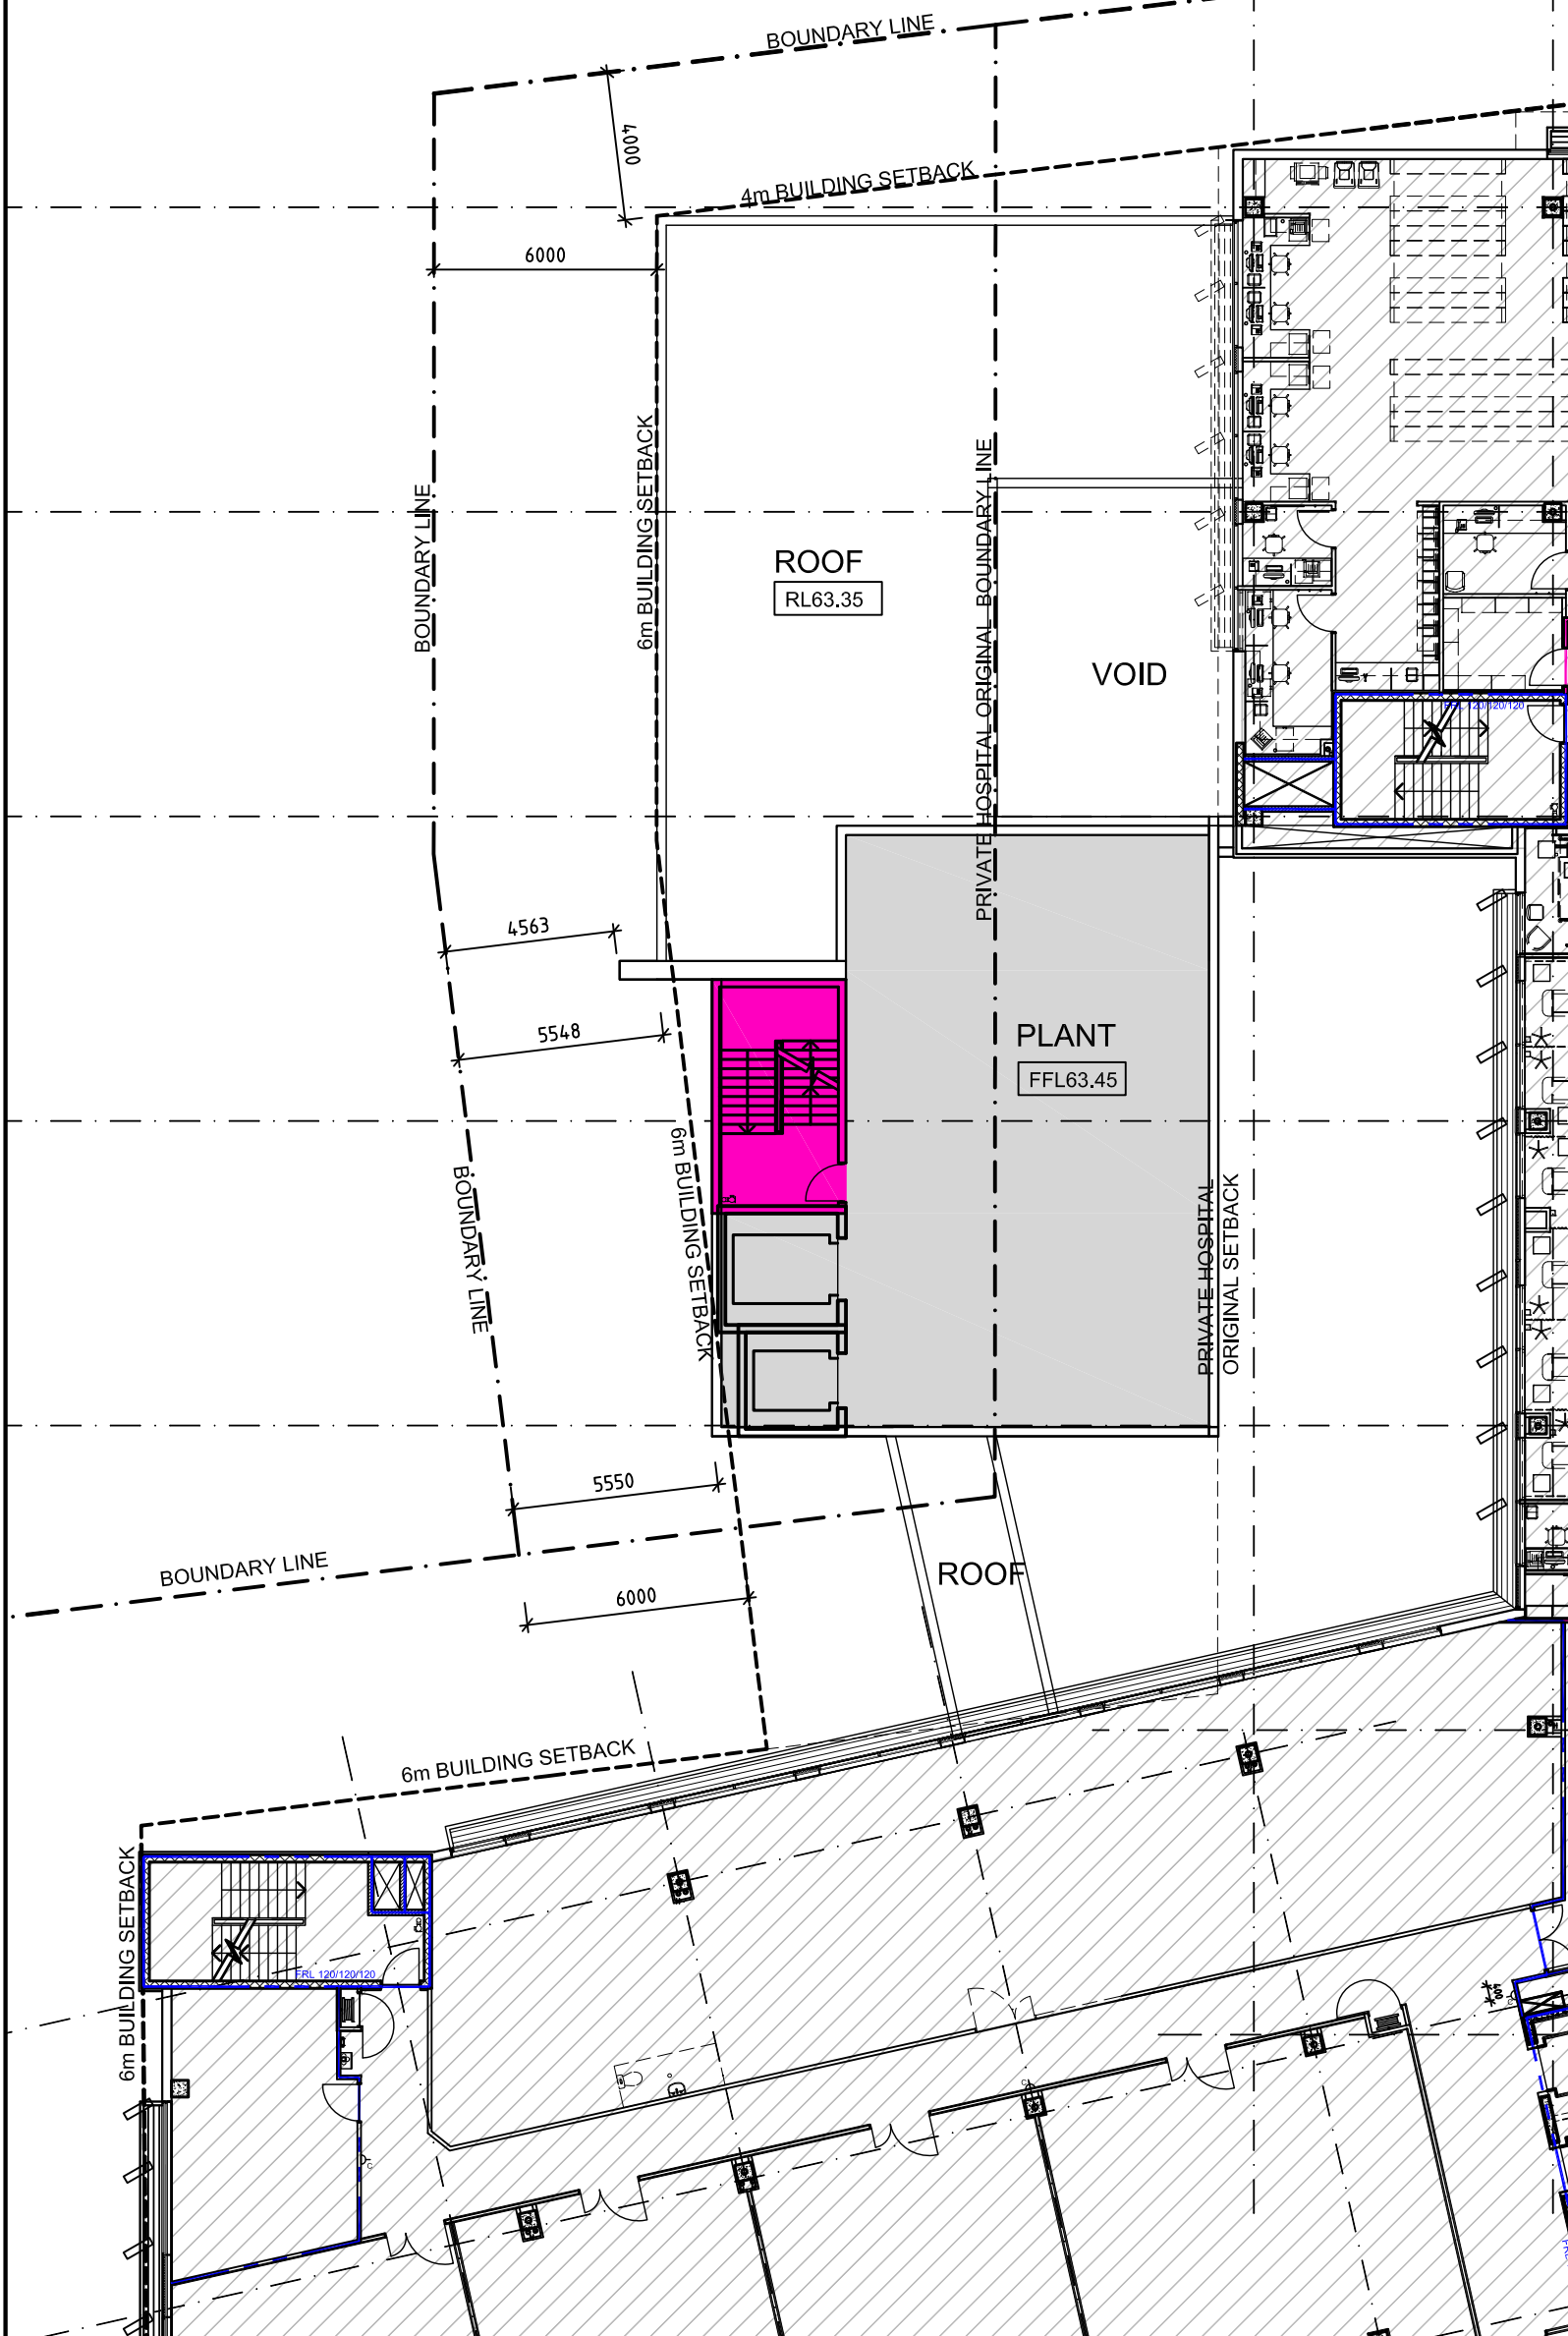 BOUNDARY LINE
4000
4m BUILDING SETBACK
6000
BOUNDARY LINE
6m BUILDING SETBACK
PRIVATE HOSPITAL ORIGINAL BOUNDARY LINE
ROOF
RL63.35
VOID
FRL 120/120/120
4563
5548
PLANT
FFL63.45
BOUNDARY LINE
6m BUILDING SETBACK
PRIVATE HOSPITAL
ORIGINAL SETBACK
5550
BOUNDARY LINE
6000
ROOF
6m BUILDING SETBACK
6m BUILDING SETBACK
FRL 120/120/120
400